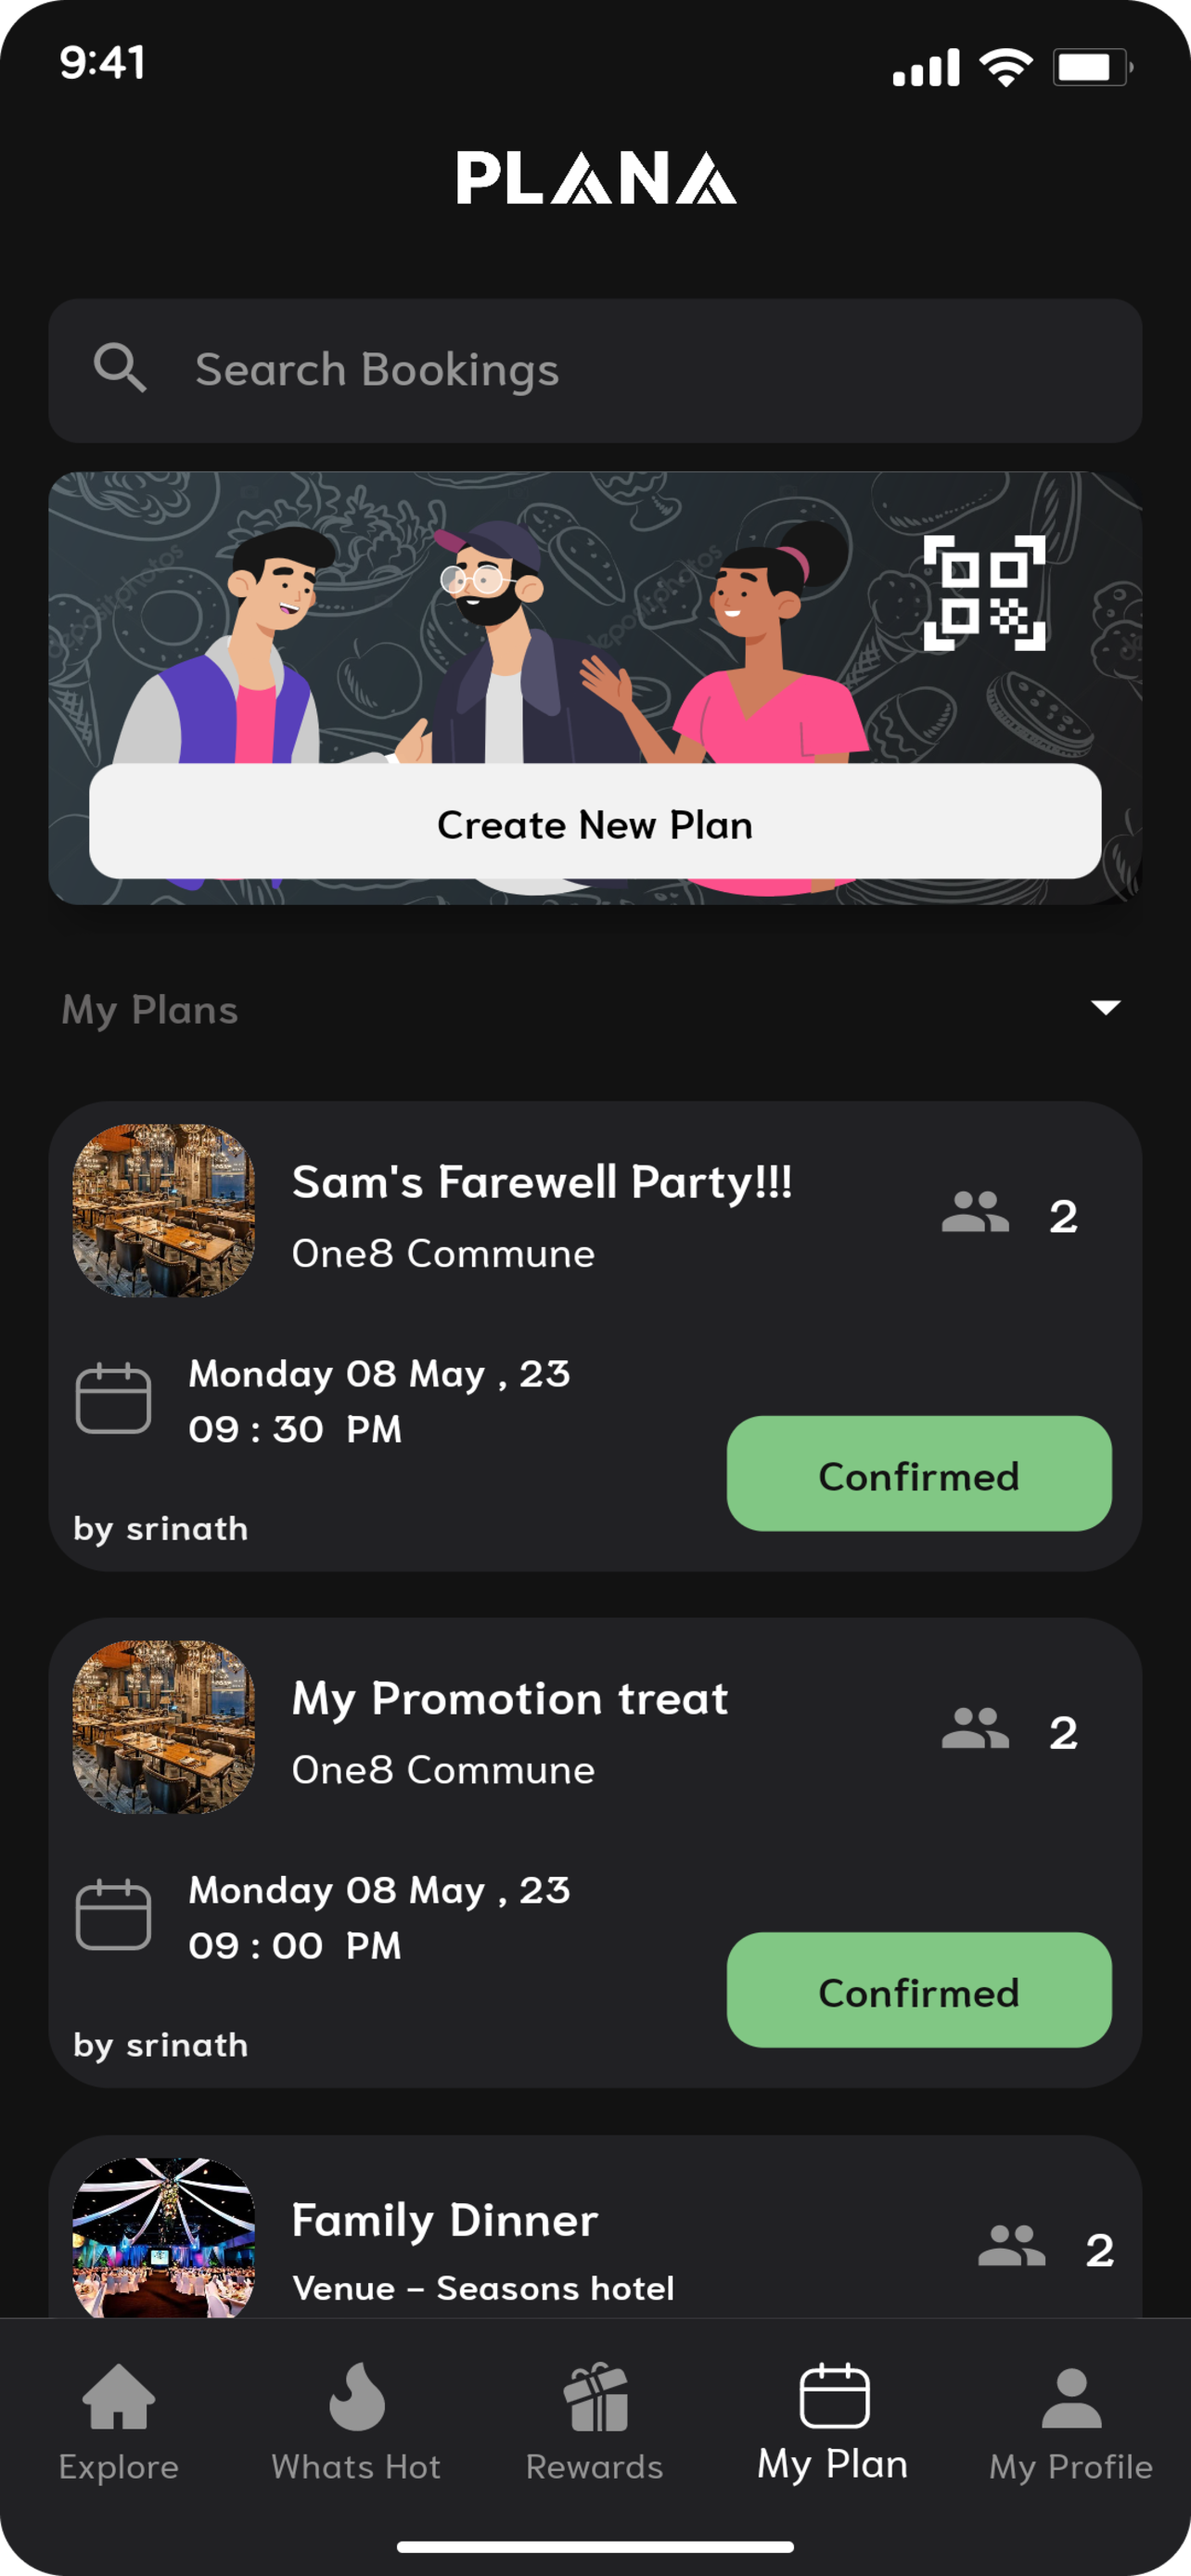 9:41
PLANA
Search Bookings
depositphotos
depositphotos
Create New Plan
My Plans
Sam's Farewell Party!!!
One8 Commune
2
Monday 08 May , 23
09 : 30 PM
Confirmed
by srinath
My Promotion treat
One8 Commune
2
Monday 08 May , 23
09 : 00 PM
Confirmed
by srinath
Family Dinner
2
Venue – Seasons hotel
Explore
Whats Hot
Rewards
My Plan
My Profile